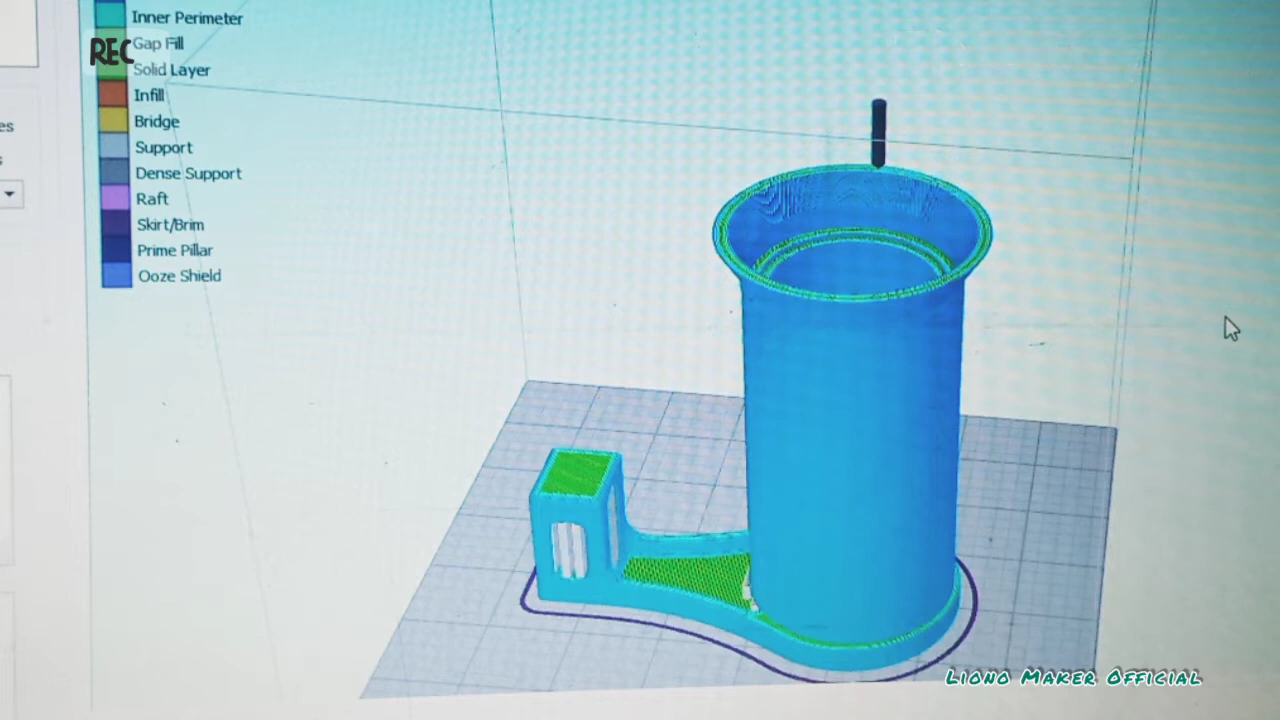 Inner Perimeter
REC
Gap Fill
Solid Layer
Infill
Bridge
Support
Dense Support
Raft
Skirt/Brim
Prime Pillar
Ooze Shield
es
s
Liono Maker Official